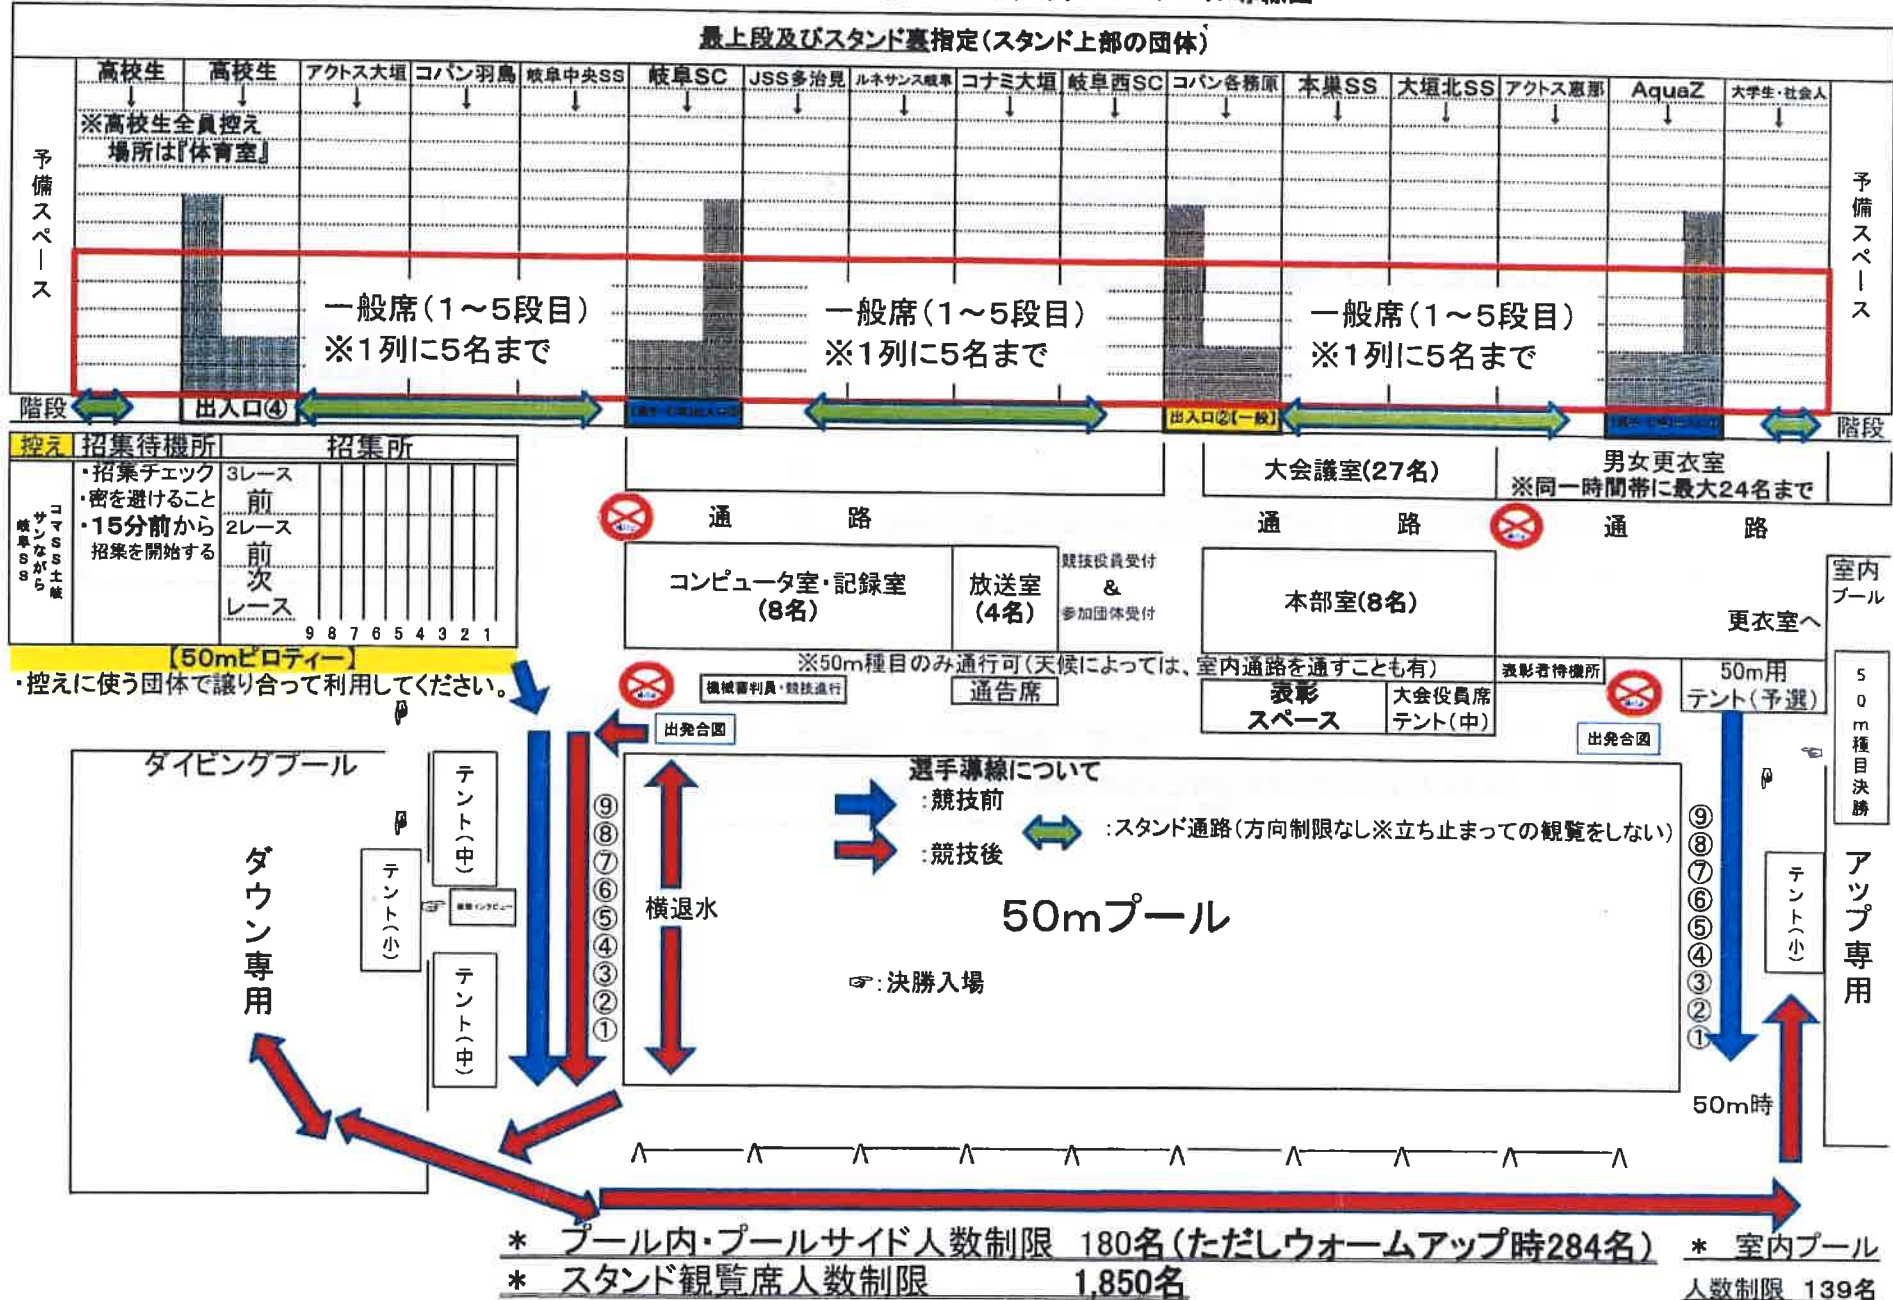 最上段及びスタンド裏指定(スタンド上部の団体)
高校生 高校生 アクトス大垣 コパン羽島 岐阜中央SS 岐阜SC JSS多治見 ルネサンス岐阜 コナミ大垣 岐阜西SC コパン各務原 本巣SS 大垣北SS アクトス恵那 AquaZ 大学生・社会人
↓ ↓ ↓ ↓ ↓ ↓ ↓ ↓ ↓ ↓ ↓ ↓ ↓ ↓ ↓ ↓
※高校生全員控え
場所は『体育室』
予備スペース
予備スペース
一般席(1~5段目)
※1列に5名まで
一般席(1~5段目)
※1列に5名まで
一般席(1~5段目)
※1列に5名まで
階段
出入口④
出入口②【一般】
階段
控え
招集待機所
招集所
コマSS土岐
サンながら
岐阜SS
・招集チェック
・密を避けること
・15分前から
招集を開始する
3レース
前
2レース
前
次
レース
9 8 7 6 5 4 3 2 1
【50mピロティー】
・控えに使う団体で譲り合って利用してください。
大会議室(27名)
男女更衣室
※同一時間帯に最大24名まで
通 路
通 路
通 路
コンピュータ室・記録室
(8名)
放送室
(4名)
競技役員受付
&
参加団体受付
本部室(8名)
更衣室へ
室内
プール
※50m種目のみ通行可(天候によっては、室内通路を通すことも有)
機械審判員・競技進行
通告席
表彰
スペース
大会役員席
テント(中)
表彰者待機所
50m用
テント(予選)
50m種目決勝
出発合図
出発合図
ダイビングプール
ダウン専用
テント(中)
テント(小)
テント(中)
⑨
⑧
⑦
⑥
⑤
④
③
②
①
横退水
選手導線について
:競技前
:競技後
:スタンド通路(方向制限なし※立ち止まっての観覧をしない)
50mプール
☞:決勝入場
⑨
⑧
⑦
⑥
⑤
④
③
②
①
テント(小)
アップ専用
50m時
* プール内・プールサイド人数制限 180名(ただしウォームアップ時284名)
* スタンド観覧席人数制限 1,850名
* 室内プール
人数制限 139名